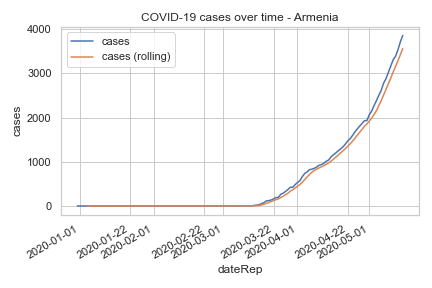 COVID-19 cases over time - Armenia
cases
cases (rolling)
4000
3000
2000
1000
0
cases
2020-01-01
2020-01-22
2020-02-01
2020-02-22
2020-03-01
2020-03-22
2020-04-01
2020-04-22
2020-05-01
dateRep